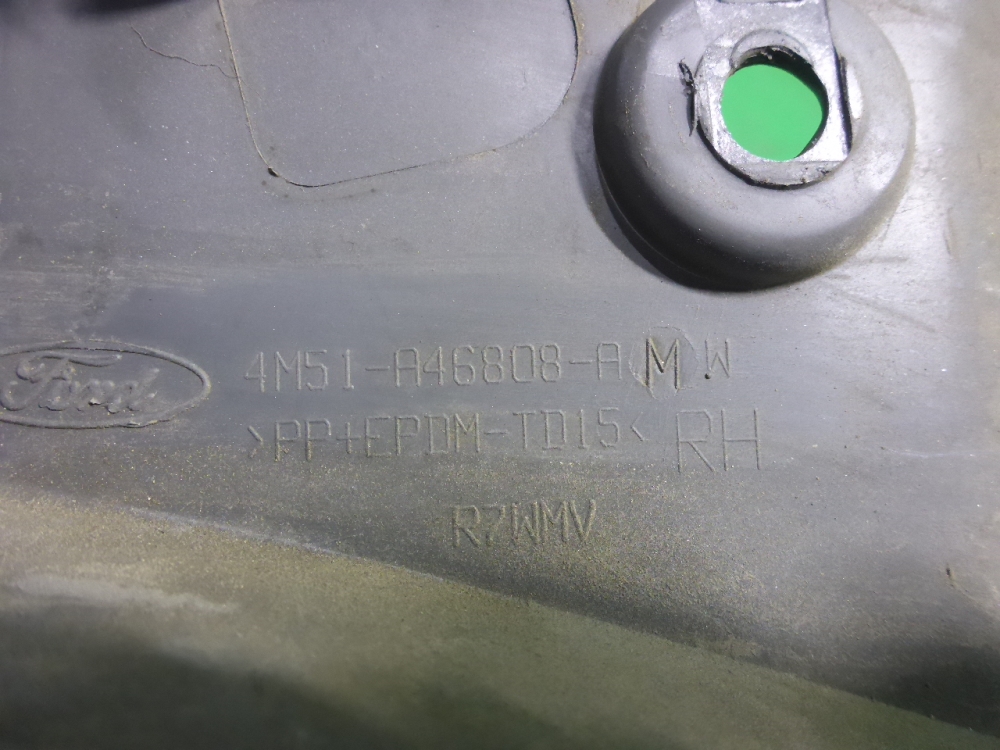 Ford
4M51-A46808-AMW
>PP+EPDM-TD15< RH
R7WMV